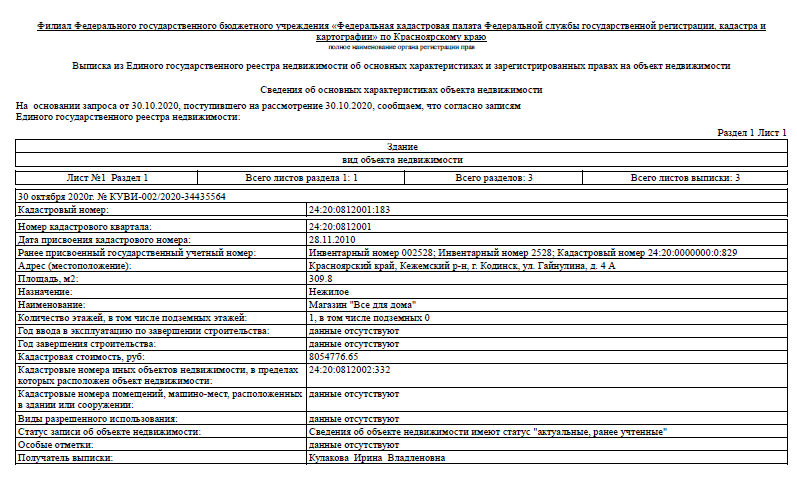 Филиал Федерального государственного бюджетного учреждения «Федеральная кадастровая палата Федеральной службы государственной регистрации, кадастра и
картографии» по Красноярскому краю
полное наименование органа регистрации прав
Выписка из Единого государственного реестра недвижимости об основных характеристиках и зарегистрированных правах на объект недвижимости
Сведения об основных характеристиках объекта недвижимости
На основании запроса от 30.10.2020, поступившего на рассмотрение 30.10.2020, сообщаем, что согласно записям
Единого государственного реестра недвижимости:
Раздел 1 Лист 1
Здание
вид объекта недвижимости
Лист №1 Раздел 1 Всего листов раздела 1: 1 Всего разделов: 3 Всего листов выписки: 3
30 октября 2020г. № КУВИ-002/2020-34435564
Кадастровый номер: 24:20:0812001:183
Номер кадастрового квартала: 24:20:0812001
Дата присвоения кадастрового номера: 28.11.2010
Ранее присвоенный государственный учетный номер: Инвентарный номер 002528; Инвентарный номер 2528; Кадастровый номер 24:20:0000000:0:829
Адрес (местоположение): Красноярский край, Кежемский р-н, г. Кодинск, ул. Гайнулина, д. 4 А
Площадь, м2: 309.8
Назначение: Нежилое
Наименование: Магазин "Все для дома"
Количество этажей, в том числе подземных этажей: 1, в том числе подземных 0
Год ввода в эксплуатацию по завершении строительства: данные отсутствуют
Год завершения строительства: данные отсутствуют
Кадастровая стоимость, руб: 8054776.65
Кадастровые номера иных объектов недвижимости, в пределах 24:20:0812002:332
которых расположен объект недвижимости:
Кадастровые номера помещений, машино-мест, расположенных данные отсутствуют
в здании или сооружении:
Виды разрешенного использования: данные отсутствуют
Статус записи об объекте недвижимости: Сведения об объекте недвижимости имеют статус "актуальные, ранее учтенные"
Особые отметки: данные отсутствуют
Получатель выписки: Кулакова Ирина Владленовна